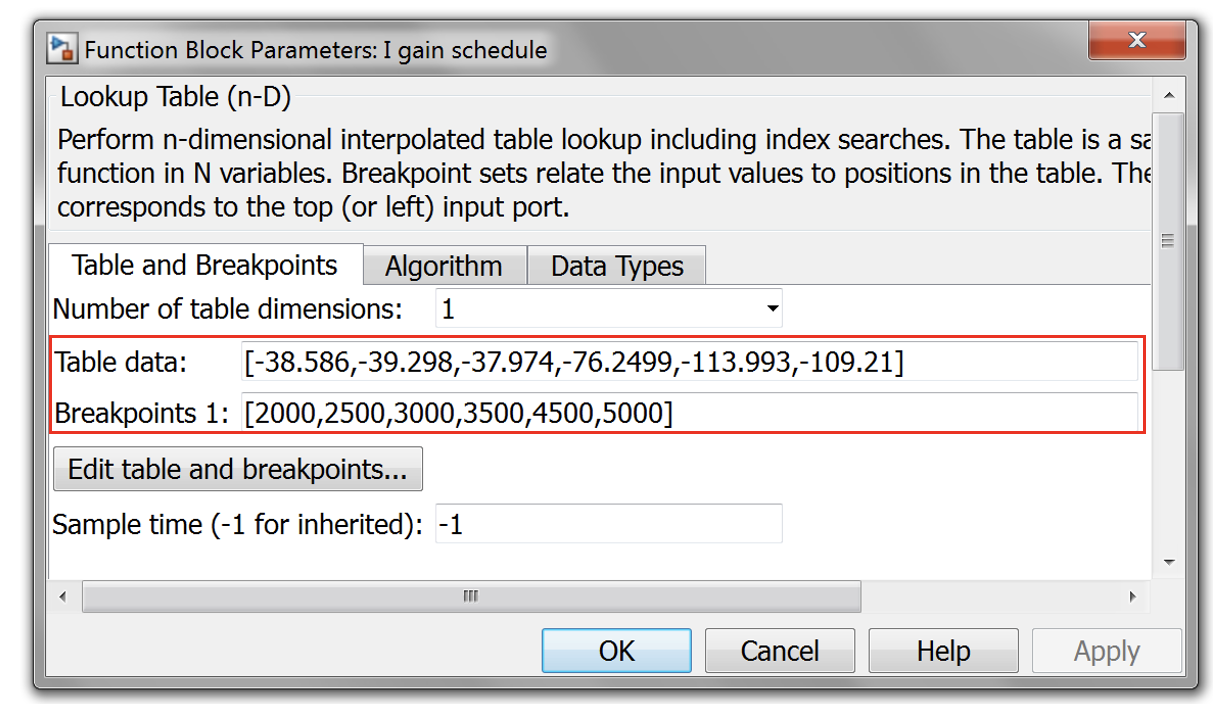 Function Block Parameters: I gain schedule
Lookup Table (n-D)
Perform n-dimensional interpolated table lookup including index searches. The table is a sa
function in N variables. Breakpoint sets relate the input values to positions in the table. The
corresponds to the top (or left) input port.
Table and Breakpoints Algorithm Data Types
Number of table dimensions: 1
Table data: [-38.586,-39.298,-37.974,-76.2499,-113.993,-109.21]
Breakpoints 1: [2000,2500,3000,3500,4500,5000]
Edit table and breakpoints...
Sample time (-1 for inherited): -1
OK Cancel Help Apply